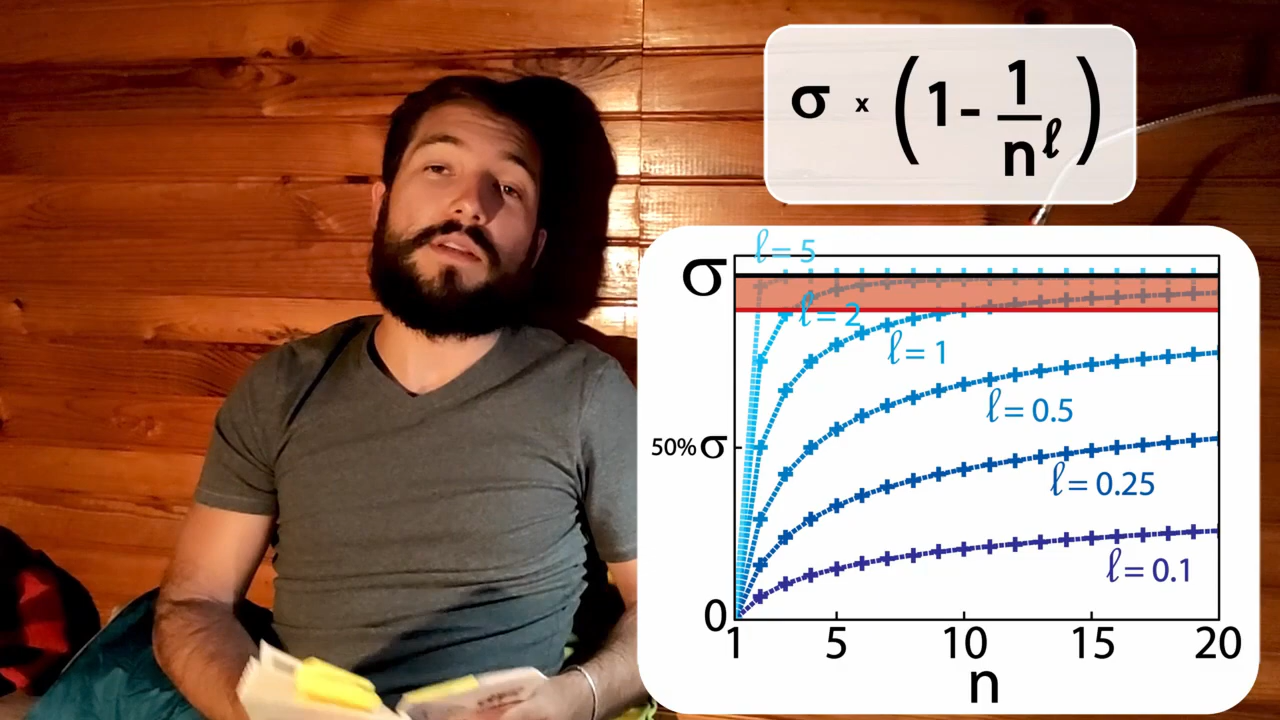 σ x (1 - 1/n^ℓ)
ℓ = 5
σ
ℓ = 2
ℓ = 1
ℓ = 0.5
50% σ
ℓ = 0.25
ℓ = 0.1
0
1 5 10 15 20
n